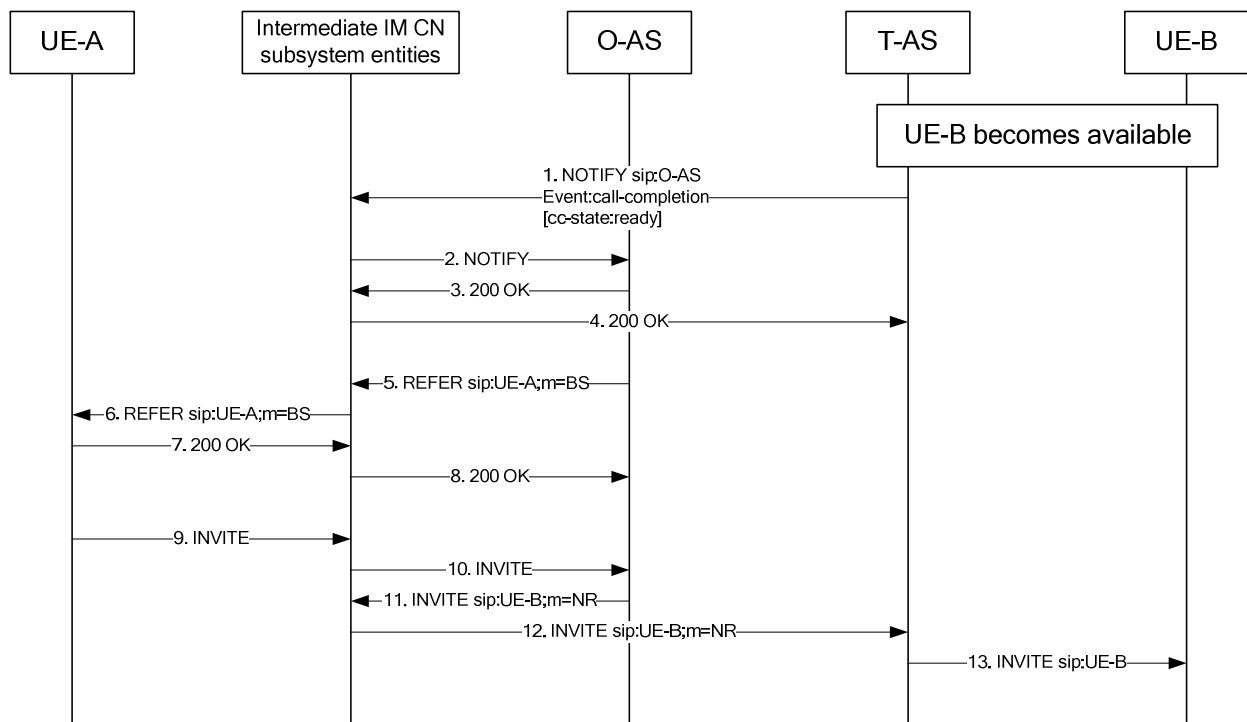 UE-A
Intermediate IM CN
subsystem entities
O-AS
T-AS
UE-B
UE-B becomes available
1. NOTIFY sip:O-AS
Event:call-completion
[cc-state:ready]
2. NOTIFY
3. 200 OK
4. 200 OK
5. REFER sip:UE-A;m=BS
6. REFER sip:UE-A;m=BS
7. 200 OK
8. 200 OK
9. INVITE
10. INVITE
11. INVITE sip:UE-B;m=NR
12. INVITE sip:UE-B;m=NR
13. INVITE sip:UE-B